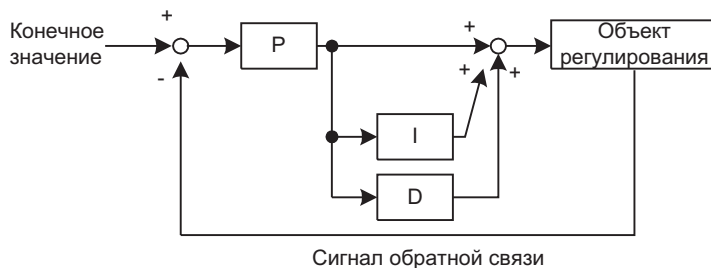 Конечное
значение
+
-
P
+
+
+
I
D
Объект
регулирования
Сигнал обратной связи